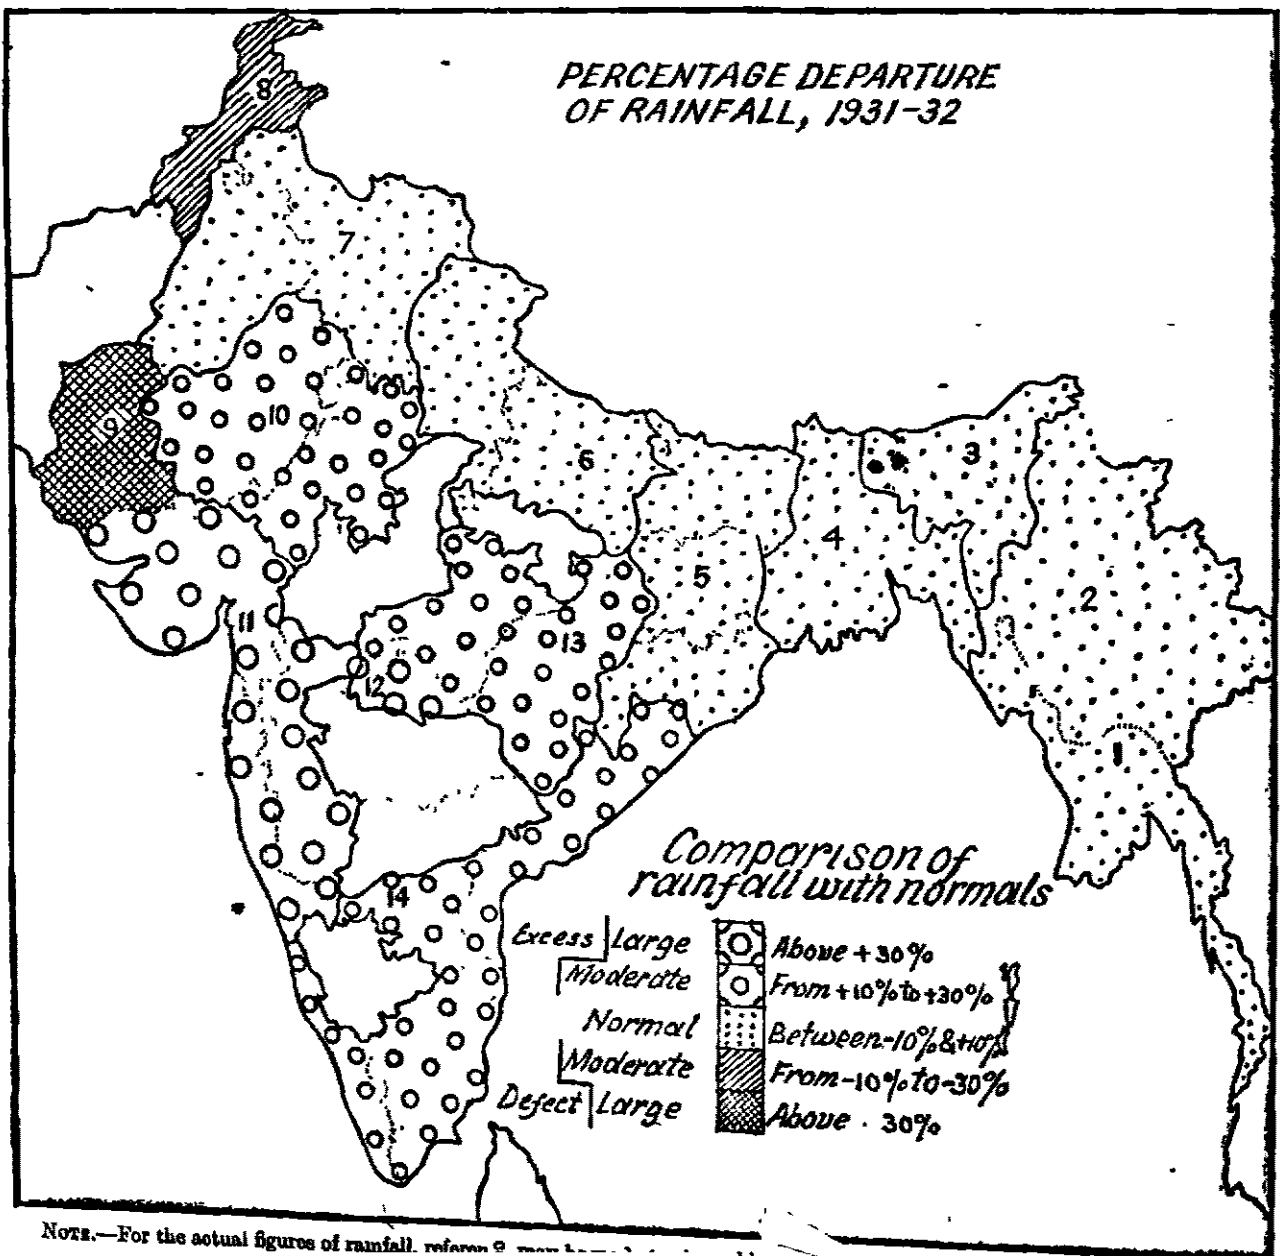 PERCENTAGE DEPARTURE
OF RAINFALL, 1931-32
8
7
10
9
6
3
4
5
2
11
13
12
1
14
Comparison of
rainfall with normals
Excess Large Above + 30%
Moderate From +10% to +30%
Normal Between -10% & +10%
Moderate From -10% to -30%
Defect Large Above - 30%
NOTE.—For the actual figures of rainfall,